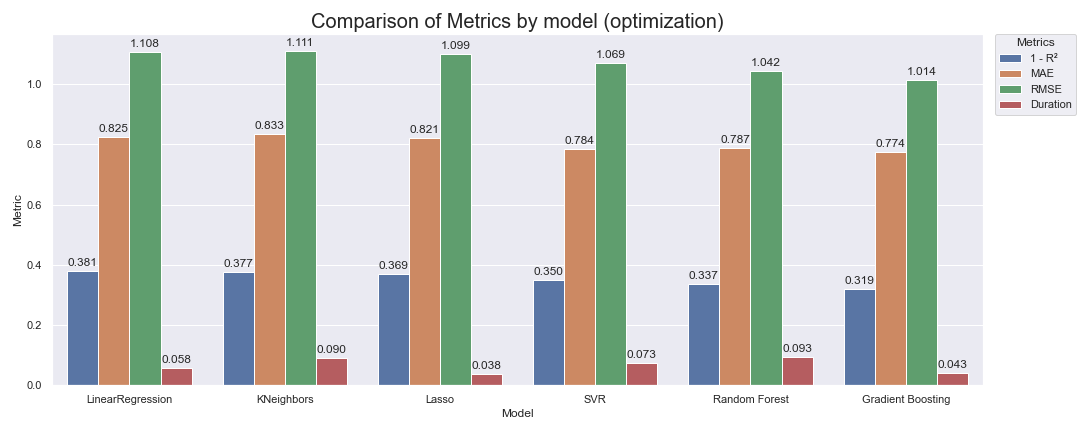 Comparison of Metrics by model (optimization)
Metrics
1 - R²
MAE
RMSE
Duration
Metric
1.0
0.8
0.6
0.4
0.2
0.0
0.381
0.825
1.108
0.058
0.377
0.833
1.111
0.090
0.369
0.821
1.099
0.038
0.350
0.784
1.069
0.073
0.337
0.787
1.042
0.093
0.319
0.774
1.014
0.043
LinearRegression
KNeighbors
Lasso
SVR
Random Forest
Gradient Boosting
Model